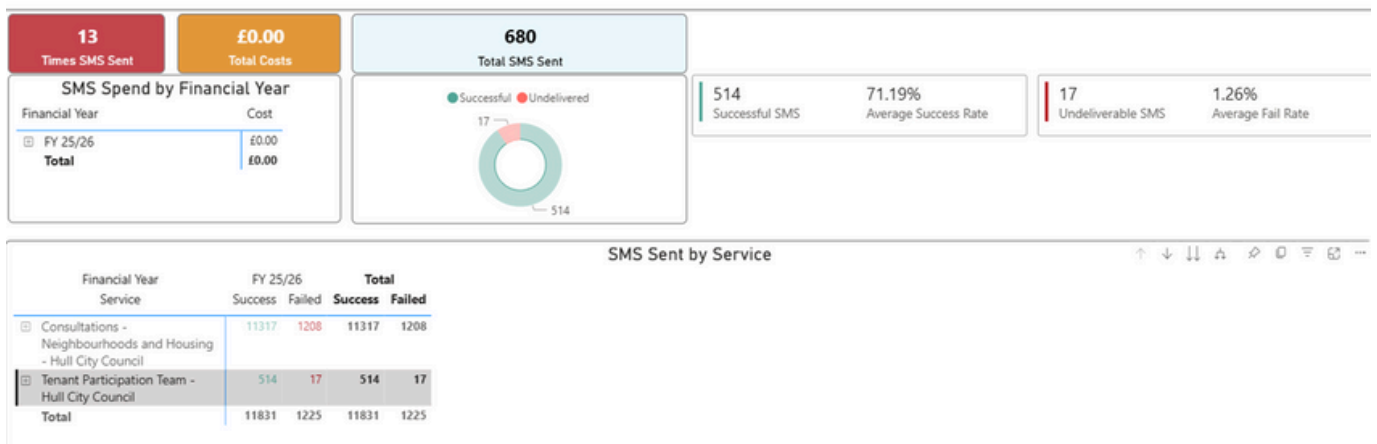 13
Times SMS Sent
£0.00
Total Costs
680
Total SMS Sent
SMS Spend by Financial Year
Financial Year Cost
FY 25/26 £0.00
Total £0.00
Successful Undelivered
17
514
514
Successful SMS
71.19%
Average Success Rate
17
Undeliverable SMS
1.26%
Average Fail Rate
SMS Sent by Service
Financial Year FY 25/26 Total
Service Success Failed Success Failed
Consultations - 11317 1208 11317 1208
Neighbourhoods and Housing
- Hull City Council
Tenant Participation Team - 514 17 514 17
Hull City Council
Total 11831 1225 11831 1225